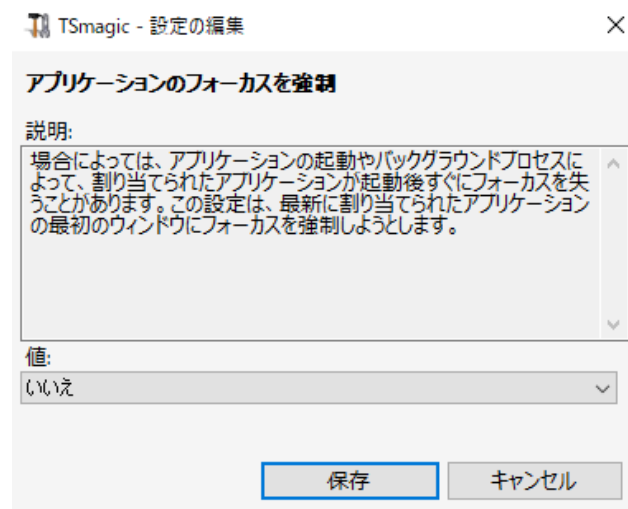 TSmagic - 設定の編集
アプリケーションのフォーカスを強制
説明:
場合によっては、アプリケーションの起動やバックグラウンドプロセスに
よって、割り当てられたアプリケーションが起動後すぐにフォーカスを失
うことがあります。この設定は、最新に割り当てられたアプリケーション
の最初のウィンドウにフォーカスを強制しようとします。
値:
いいえ
保存
キャンセル